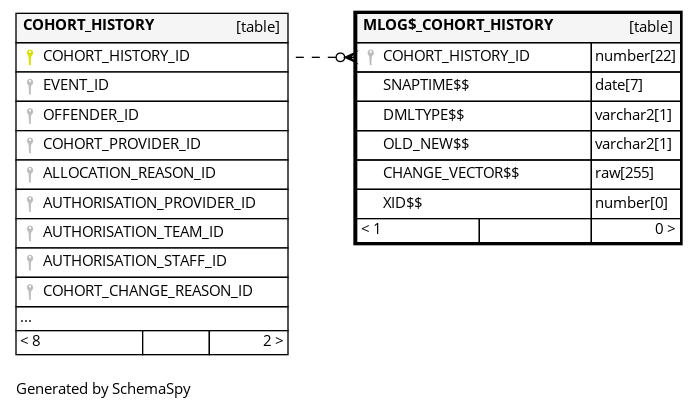 COHORT_HISTORY [table]
COHORT_HISTORY_ID
EVENT_ID
OFFENDER_ID
COHORT_PROVIDER_ID
ALLOCATION_REASON_ID
AUTHORISATION_PROVIDER_ID
AUTHORISATION_TEAM_ID
AUTHORISATION_STAFF_ID
COHORT_CHANGE_REASON_ID
...
< 8 2 >
MLOG$_COHORT_HISTORY [table]
COHORT_HISTORY_ID number[22]
SNAPTIME$$ date[7]
DMLTYPE$$ varchar2[1]
OLD_NEW$$ varchar2[1]
CHANGE_VECTOR$$ raw[255]
XID$$ number[0]
< 1 0 >
Generated by SchemaSpy